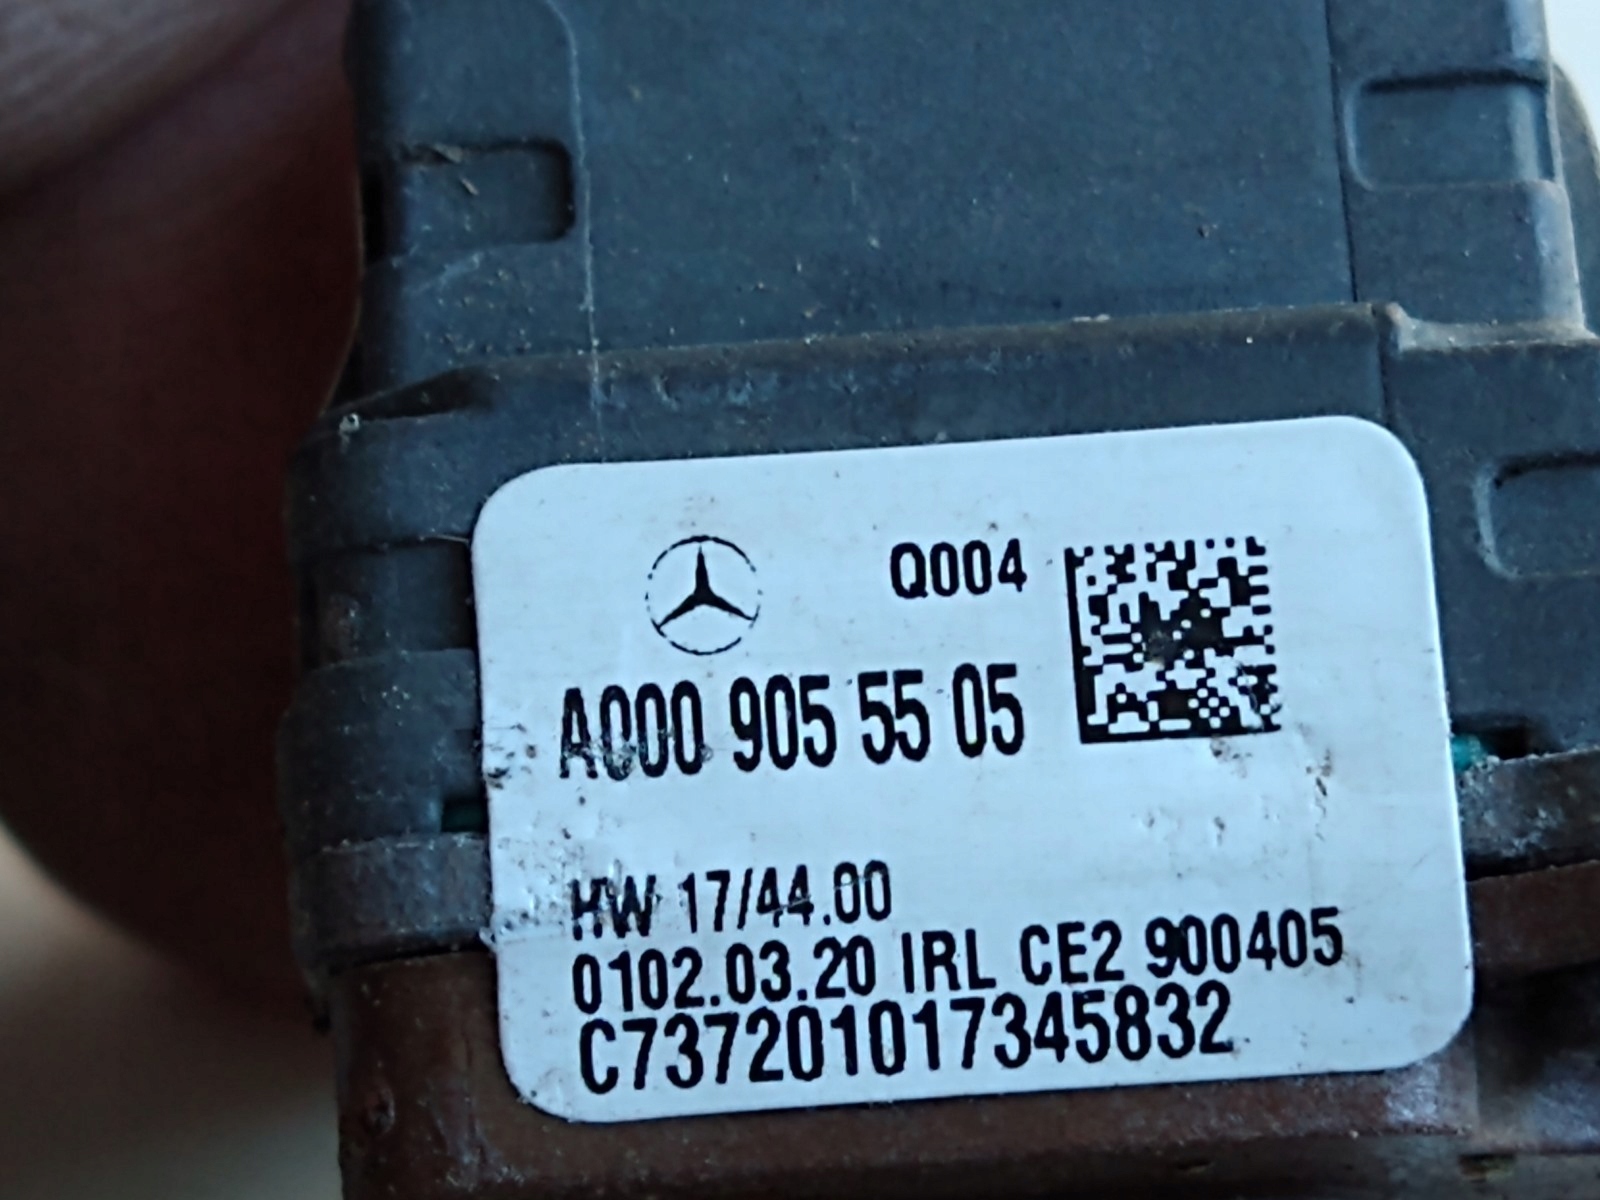 Q004
A000 905 55 05
HW 17/44.00
0102.03.20 IRL CE2 900405
C737201017345832